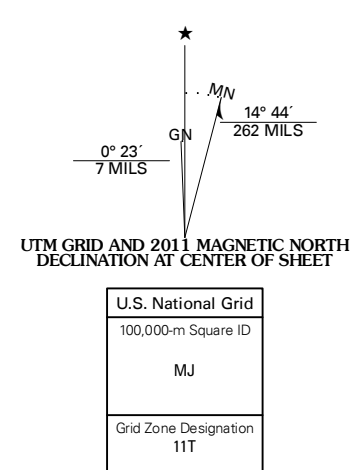 ★
MN
14° 44´
262 MILS
GN
0° 23´
7 MILS
UTM GRID AND 2011 MAGNETIC NORTH
DECLINATION AT CENTER OF SHEET
U.S. National Grid
100,000-m Square ID
MJ
Grid Zone Designation
11T